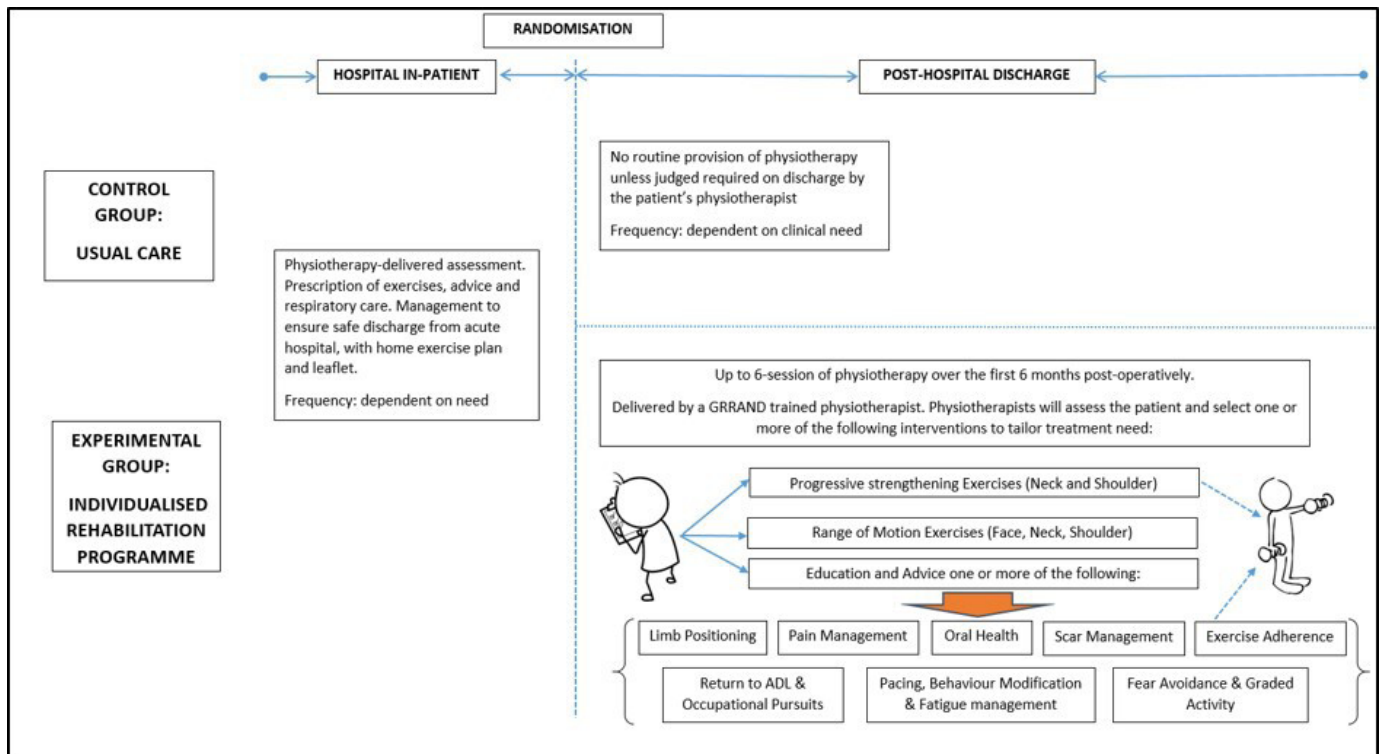 RANDOMISATION
HOSPITAL IN-PATIENT
POST-HOSPITAL DISCHARGE
CONTROL
GROUP:
USUAL CARE
No routine provision of physiotherapy
unless judged required on discharge by
the patient's physiotherapist
Frequency: dependent on clinical need
Physiotherapy-delivered assessment.
Prescription of exercises, advice and
respiratory care. Management to
ensure safe discharge from acute
hospital, with home exercise plan
and leaflet.
Frequency: dependent on need
EXPERIMENTAL
GROUP:
INDIVIDUALISED
REHABILITATION
PROGRAMME
Up to 6-session of physiotherapy over the first 6 months post-operatively.
Delivered by a GRRAND trained physiotherapist. Physiotherapists will assess the patient and select one or
more of the following interventions to tailor treatment need:
Progressive strengthening Exercises (Neck and Shoulder)
Range of Motion Exercises (Face, Neck, Shoulder)
Education and Advice one or more of the following:
Limb Positioning
Pain Management
Oral Health
Scar Management
Exercise Adherence
Return to ADL &
Occupational Pursuits
Pacing, Behaviour Modification
& Fatigue management
Fear Avoidance & Graded
Activity